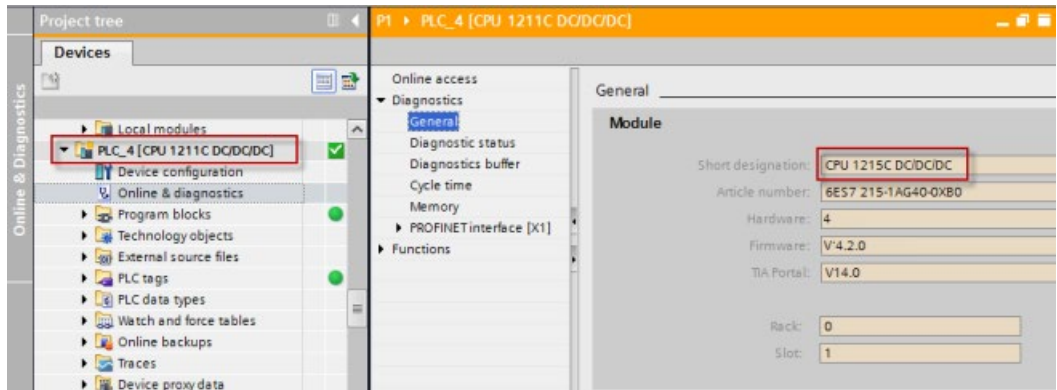 Project tree
P1 ▸ PLC_4 [CPU 1211C DC/DC/DC]
Devices
Online & Diagnostics
Local modules
PLC_4 [CPU 1211C DC/DC/DC]
Device configuration
Online & diagnostics
Program blocks
Technology objects
External source files
PLC tags
PLC data types
Watch and force tables
Online backups
Traces
Device proxy data
Online access
Diagnostics
General
Diagnostic status
Diagnostics buffer
Cycle time
Memory
PROFINET interface [X1]
Functions
General
Module
Short designation: CPU 1215C DC/DC/DC
Article number: 6ES7 215-1AG40-0XB0
Hardware: 4
Firmware: V4.2.0
TIA Portal: V14.0
Rack: 0
Slot: 1